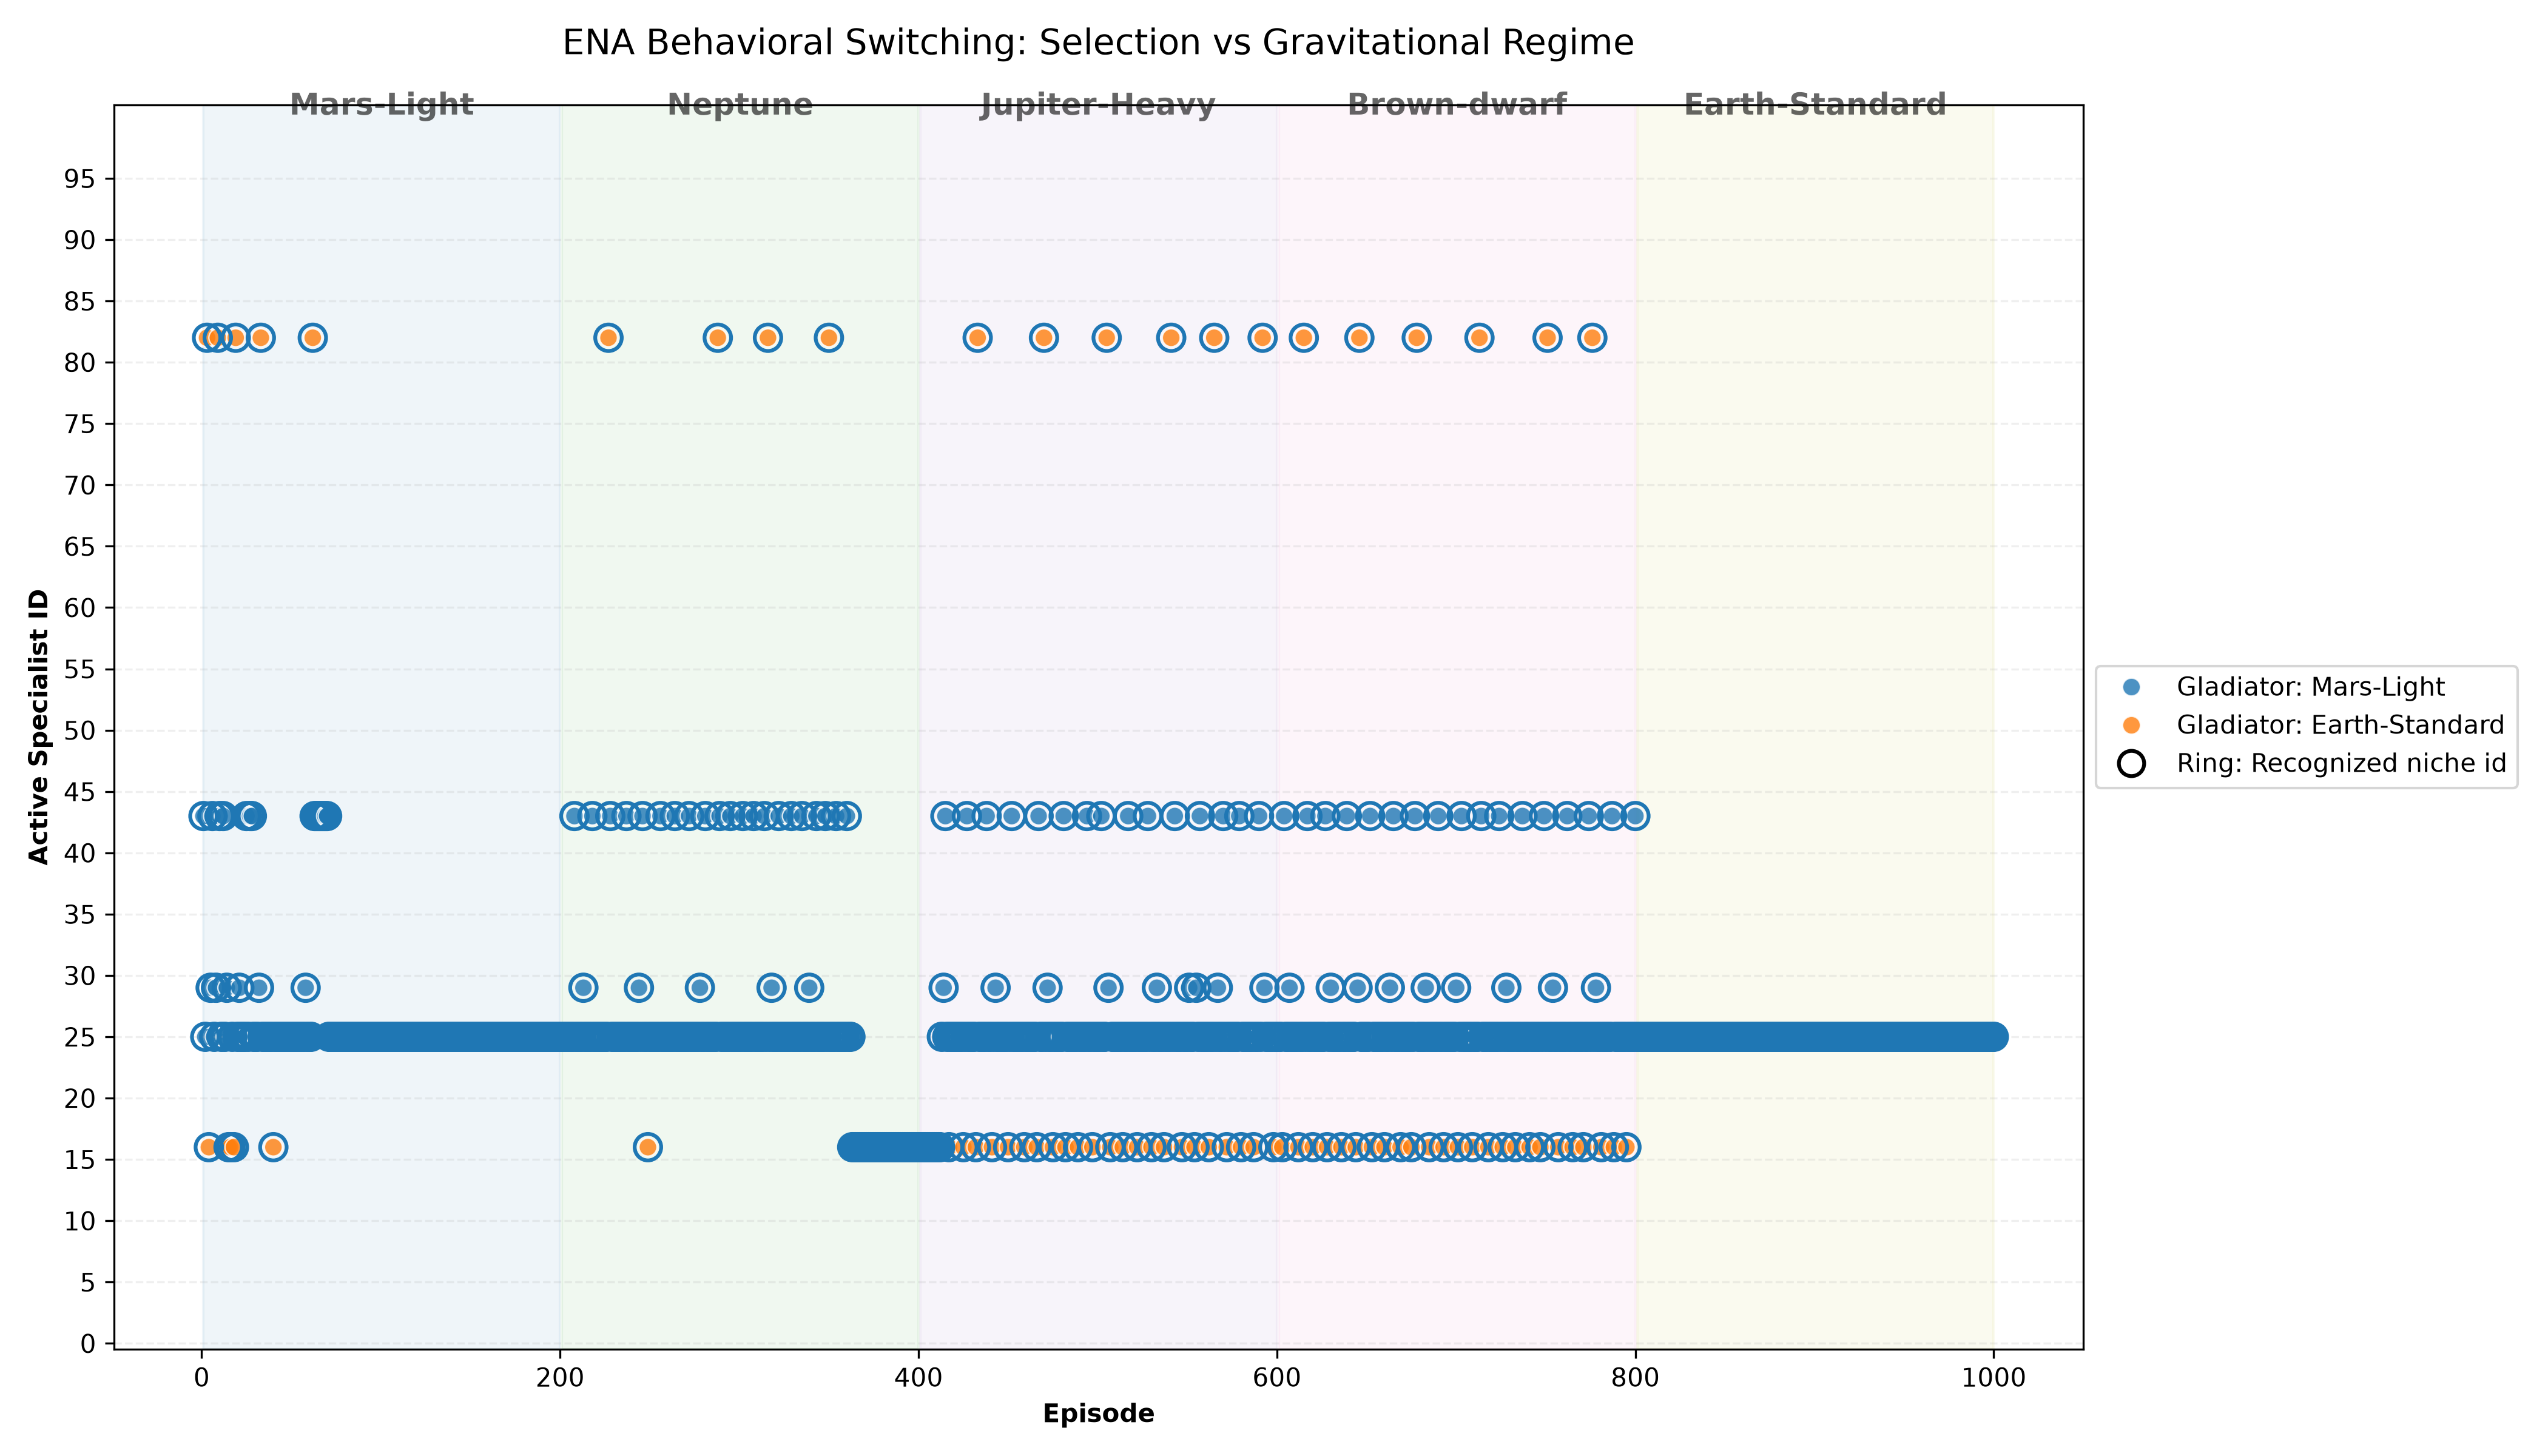 ENA Behavioral Switching: Selection vs Gravitational Regime
Mars-Light Neptune Jupiter-Heavy Brown-dwarf Earth-Standard
95
90
85
80
75
70
65
60
55
50
45
40
35
30
25
20
15
10
5
0
Active Specialist ID
Gladiator: Mars-Light
Gladiator: Earth-Standard
Ring: Recognized niche id
0 200 400 600 800 1000
Episode